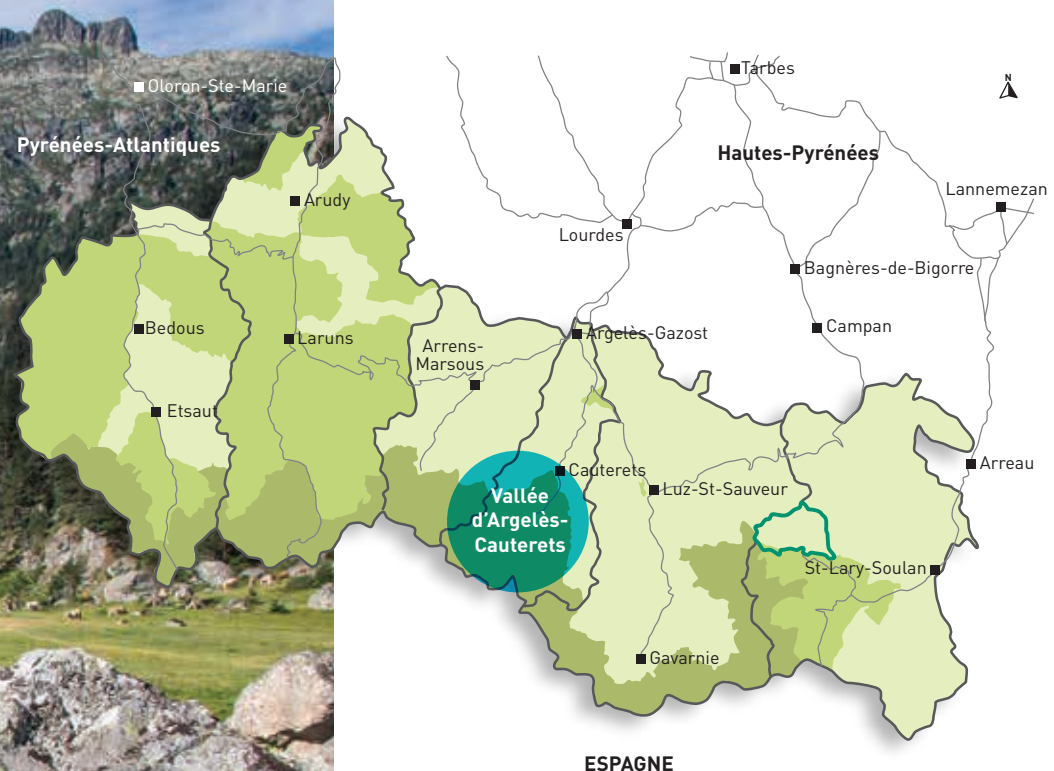 Tarbes
Oloron-Ste-Marie
N
Pyrénées-Atlantiques
Hautes-Pyrénées
Lannemezan
Arudy
Lourdes
Bagnères-de-Bigorre
Bedous
Laruns
Campan
Argelès-Gazost
Arrens-
Marsous
Etsaut
Cauterets
Arreau
Luz-St-Sauveur
Vallée
d'Argelès-
Cauterets
St-Lary-Soulan
Gavarnie
ESPAGNE